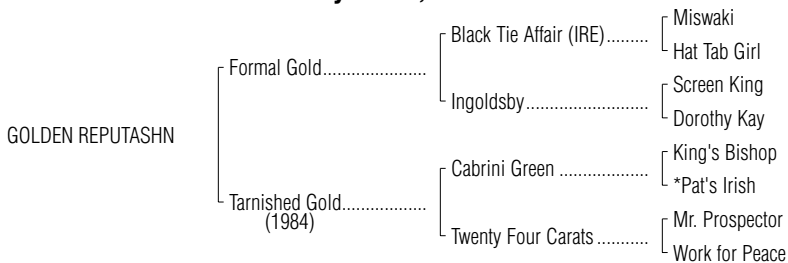 Miswaki
Black Tie Affair (IRE).........
Hat Tab Girl
Formal Gold......................
Screen King
Ingoldsby..........................
Dorothy Kay
GOLDEN REPUTASHN
King's Bishop
Cabrini Green ...................
*Pat's Irish
Tarnished Gold..................
(1984)
Mr. Prospector
Twenty Four Carats...........
Work for Peace